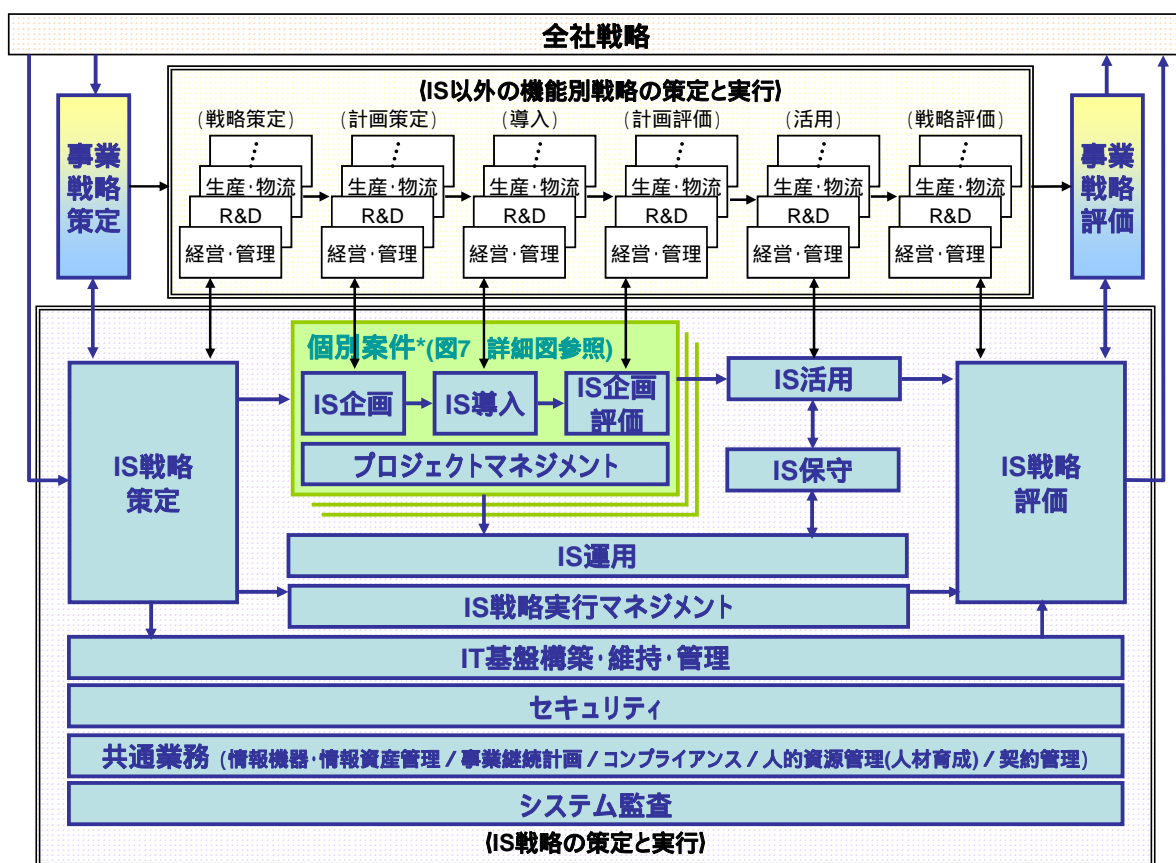 全社戦略
(IS以外の機能別戦略の策定と実行)
(戦略策定)
(計画策定)
(導入)
(計画評価)
(活用)
(戦略評価)
事業
戦略
策定
⋮
生産・物流
R&D
経営・管理
⋮
生産・物流
R&D
経営・管理
⋮
生産・物流
R&D
経営・管理
⋮
生産・物流
R&D
経営・管理
⋮
生産・物流
R&D
経営・管理
⋮
生産・物流
R&D
経営・管理
事業
戦略
評価
個別案件*(図7 詳細図参照)
IS企画
IS導入
IS企画
評価
プロジェクトマネジメント
IS活用
IS保守
IS戦略
策定
IS戦略
評価
IS運用
IS戦略実行マネジメント
IT基盤構築・維持・管理
セキュリティ
共通業務 (情報機器・情報資産管理 / 事業継続計画 / コンプライアンス / 人的資源管理(人材育成) / 契約管理)
システム監査
(IS戦略の策定と実行)